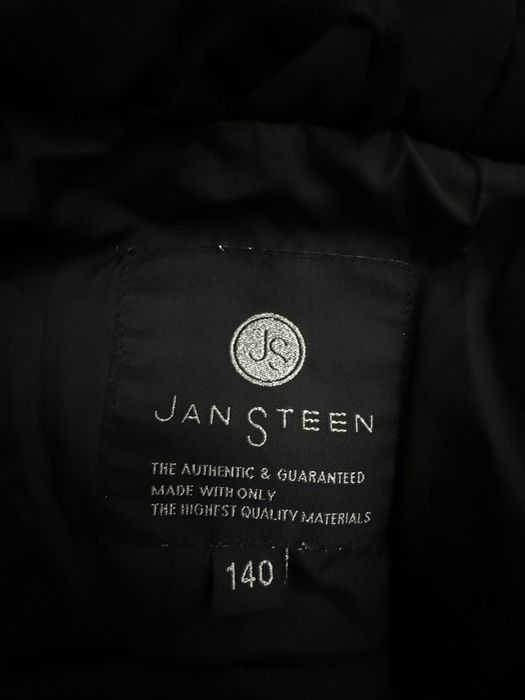 JS
JAN STEEN
THE AUTHENTIC & GUARANTEED
MADE WITH ONLY
THE HIGHEST QUALITY MATERIALS
140